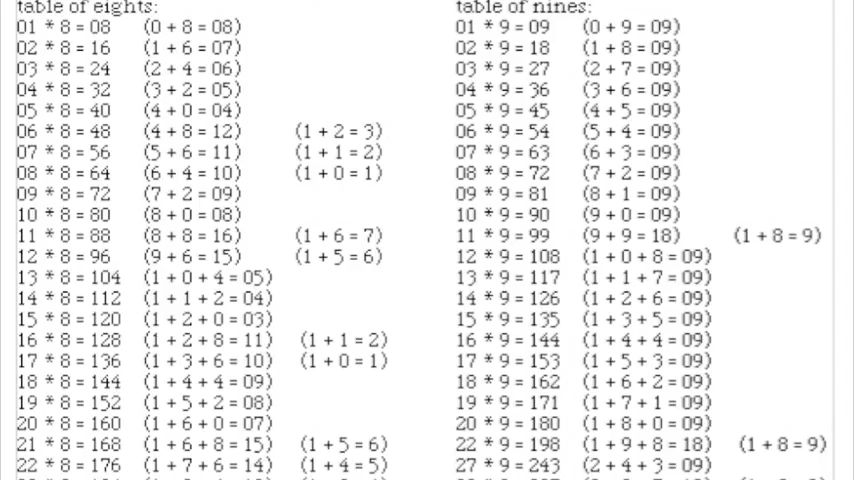 table of eights: table of nines:
01 * 8 = 08 (0 + 8 = 08) 01 * 9 = 09 (0 + 9 = 09)
02 * 8 = 16 (1 + 6 = 07) 02 * 9 = 18 (1 + 8 = 09)
03 * 8 = 24 (2 + 4 = 06) 03 * 9 = 27 (2 + 7 = 09)
04 * 8 = 32 (3 + 2 = 05) 04 * 9 = 36 (3 + 6 = 09)
05 * 8 = 40 (4 + 0 = 04) 05 * 9 = 45 (4 + 5 = 09)
06 * 8 = 48 (4 + 8 = 12) (1 + 2 = 3) 06 * 9 = 54 (5 + 4 = 09)
07 * 8 = 56 (5 + 6 = 11) (1 + 1 = 2) 07 * 9 = 63 (6 + 3 = 09)
08 * 8 = 64 (6 + 4 = 10) (1 + 0 = 1) 08 * 9 = 72 (7 + 2 = 09)
09 * 8 = 72 (7 + 2 = 09) 09 * 9 = 81 (8 + 1 = 09)
10 * 8 = 80 (8 + 0 = 08) 10 * 9 = 90 (9 + 0 = 09)
11 * 8 = 88 (8 + 8 = 16) (1 + 6 = 7) 11 * 9 = 99 (9 + 9 = 18) (1 + 8 = 9)
12 * 8 = 96 (9 + 6 = 15) (1 + 5 = 6) 12 * 9 = 108 (1 + 0 + 8 = 09)
13 * 8 = 104 (1 + 0 + 4 = 05) 13 * 9 = 117 (1 + 1 + 7 = 09)
14 * 8 = 112 (1 + 1 + 2 = 04) 14 * 9 = 126 (1 + 2 + 6 = 09)
15 * 8 = 120 (1 + 2 + 0 = 03) 15 * 9 = 135 (1 + 3 + 5 = 09)
16 * 8 = 128 (1 + 2 + 8 = 11) (1 + 1 = 2) 16 * 9 = 144 (1 + 4 + 4 = 09)
17 * 8 = 136 (1 + 3 + 6 = 10) (1 + 0 = 1) 17 * 9 = 153 (1 + 5 + 3 = 09)
18 * 8 = 144 (1 + 4 + 4 = 09) 18 * 9 = 162 (1 + 6 + 2 = 09)
19 * 8 = 152 (1 + 5 + 2 = 08) 19 * 9 = 171 (1 + 7 + 1 = 09)
20 * 8 = 160 (1 + 6 + 0 = 07) 20 * 9 = 180 (1 + 8 + 0 = 09)
21 * 8 = 168 (1 + 6 + 8 = 15) (1 + 5 = 6) 22 * 9 = 198 (1 + 9 + 8 = 18) (1 + 8 = 9)
22 * 8 = 176 (1 + 7 + 6 = 14) (1 + 4 = 5) 27 * 9 = 243 (2 + 4 + 3 = 09)